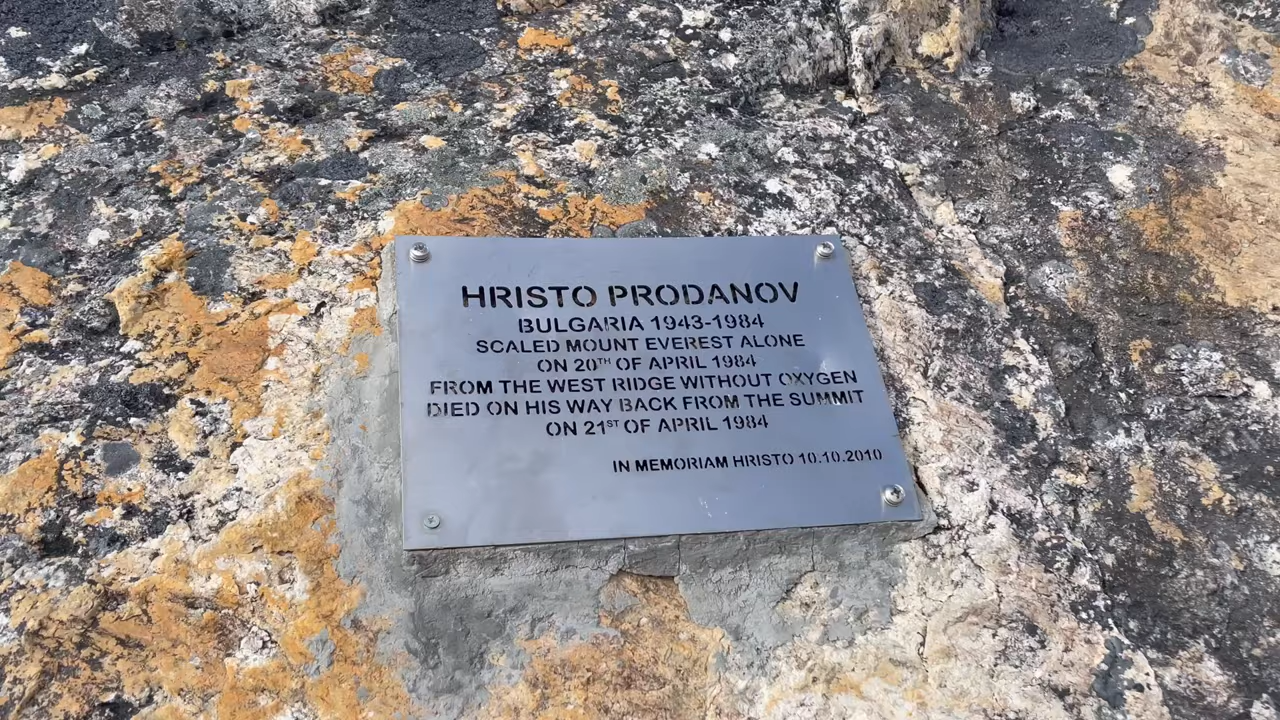 HRISTO PRODANOV
BULGARIA 1943-1984
SCALED MOUNT EVEREST ALONE
ON 20TH OF APRIL 1984
FROM THE WEST RIDGE WITHOUT OXYGEN
DIED ON HIS WAY BACK FROM THE SUMMIT
ON 21ST OF APRIL 1984
IN MEMORIAM HRISTO 10.10.2010